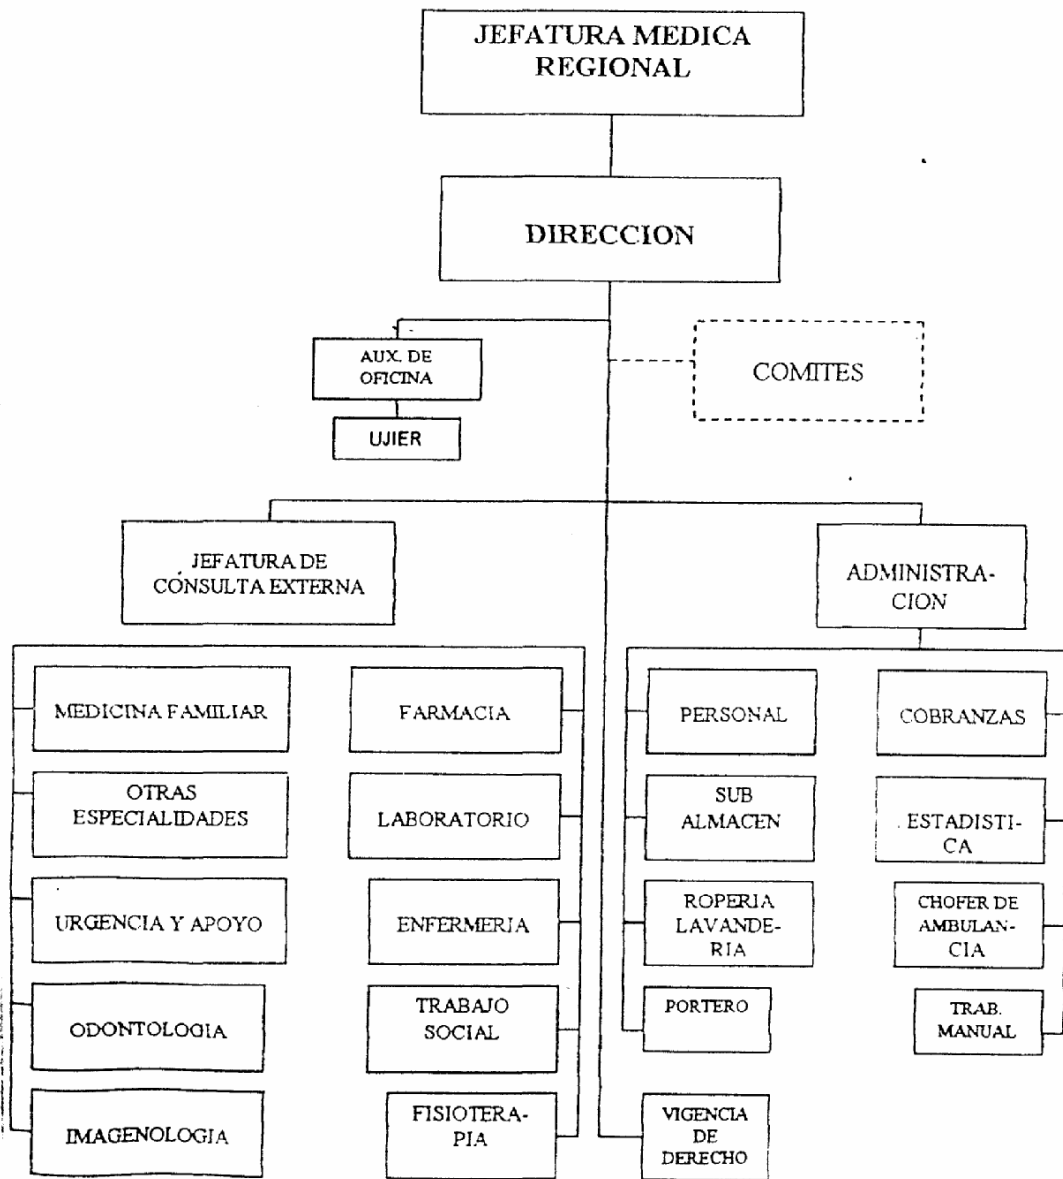 JEFATURA MEDICA
REGIONAL
DIRECCION
AUX. DE
OFICINA
COMITES
UJIER
JEFATURA DE
CONSULTA EXTERNA
ADMINISTRA-
CION
MEDICINA FAMILIAR
FARMACIA
PERSONAL
COBRANZAS
OTRAS
ESPECIALIDADES
LABORATORIO
SUB
ALMACEN
ESTADISTI-
CA
URGENCIA Y APOYO
ENFERMERIA
ROPERIA
LAVANDE-
RIA
CHOFER DE
AMBULAN-
CIA
ODONTOLOGIA
TRABAJO
SOCIAL
PORTERO
TRAB.
MANUAL
IMAGENOLOGIA
FISIOTERA-
PIA
VIGENCIA
DE
DERECHO